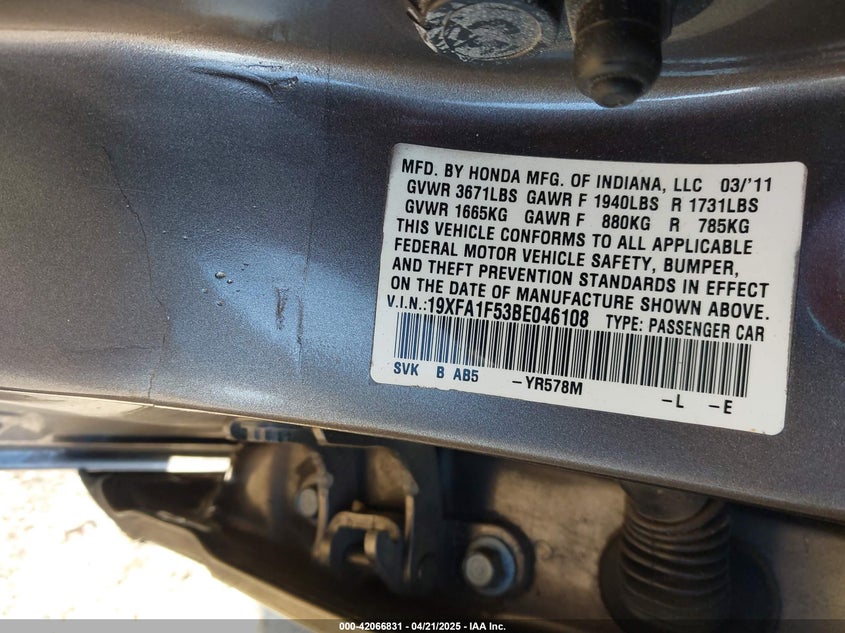 MFD. BY HONDA MFG. OF INDIANA, LLC 03/'11
GVWR 3671LBS GAWR F 1940LBS R 1731LBS
GVWR 1665KG GAWR F 880KG R 785KG
THIS VEHICLE CONFORMS TO ALL APPLICABLE
FEDERAL MOTOR VEHICLE SAFETY, BUMPER,
AND THEFT PREVENTION STANDARDS IN EFFECT
ON THE DATE OF MANUFACTURE SHOWN ABOVE.
V.I.N.:19XFA1F53BE046108 TYPE: PASSENGER CAR
SVK B AB5 -YR578M -L -E
000-42066831 - 04/21/2025 - IAA Inc.